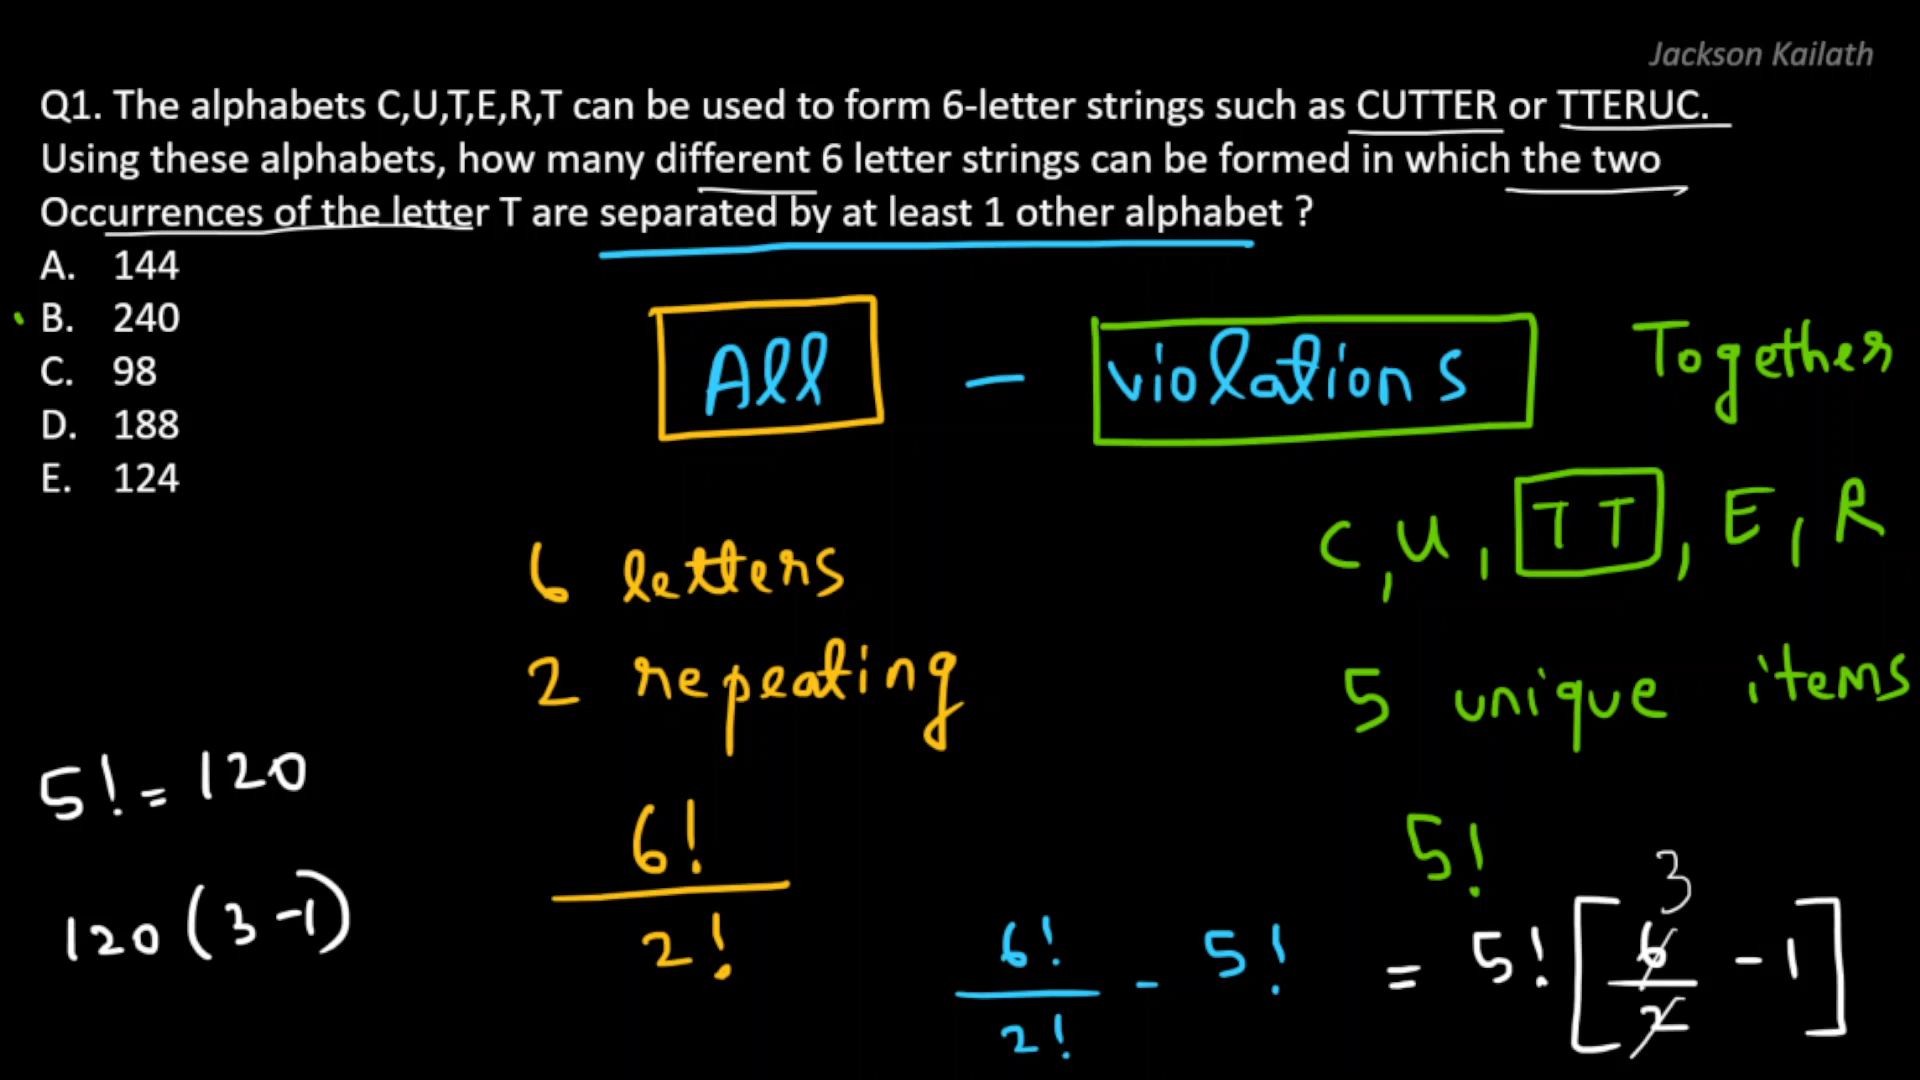 Jackson Kailath
Q1. The alphabets C,U,T,E,R,T can be used to form 6-letter strings such as CUTTER or TTERUC.
Using these alphabets, how many different 6 letter strings can be formed in which the two
Occurrences of the letter T are separated by at least 1 other alphabet ?
A. 144
B. 240
C. 98
D. 188
E. 124
All - violations
Together
C, U, TT, E, R
6 letters
2 repeating
5 unique items
5! = 120
6!
2!
5!
120 (3-1)
6!
2!
- 5! = 5! [
3
6
2
- 1 ]